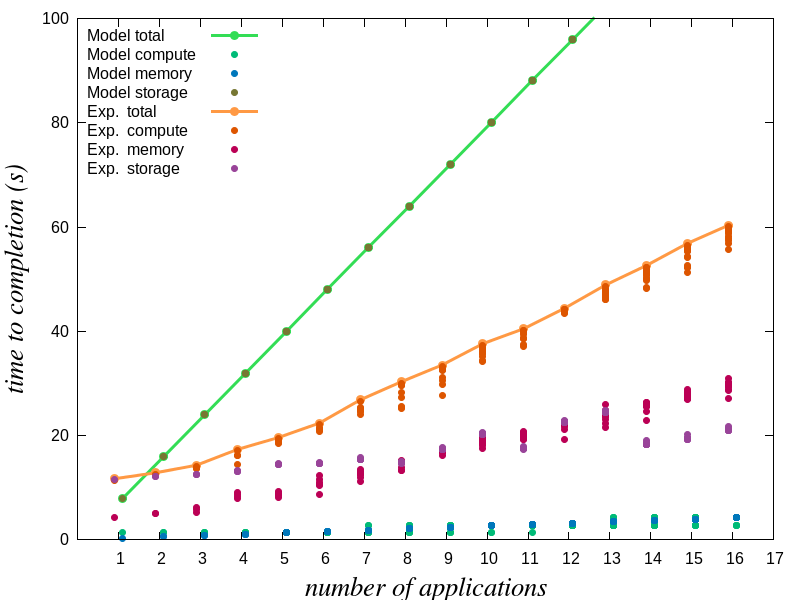 100
80
60
40
20
0
time to completion (s)
Model total
Model compute
Model memory
Model storage
Exp. total
Exp. compute
Exp. memory
Exp. storage
1 2 3 4 5 6 7 8 9 10 11 12 13 14 15 16 17
number of applications